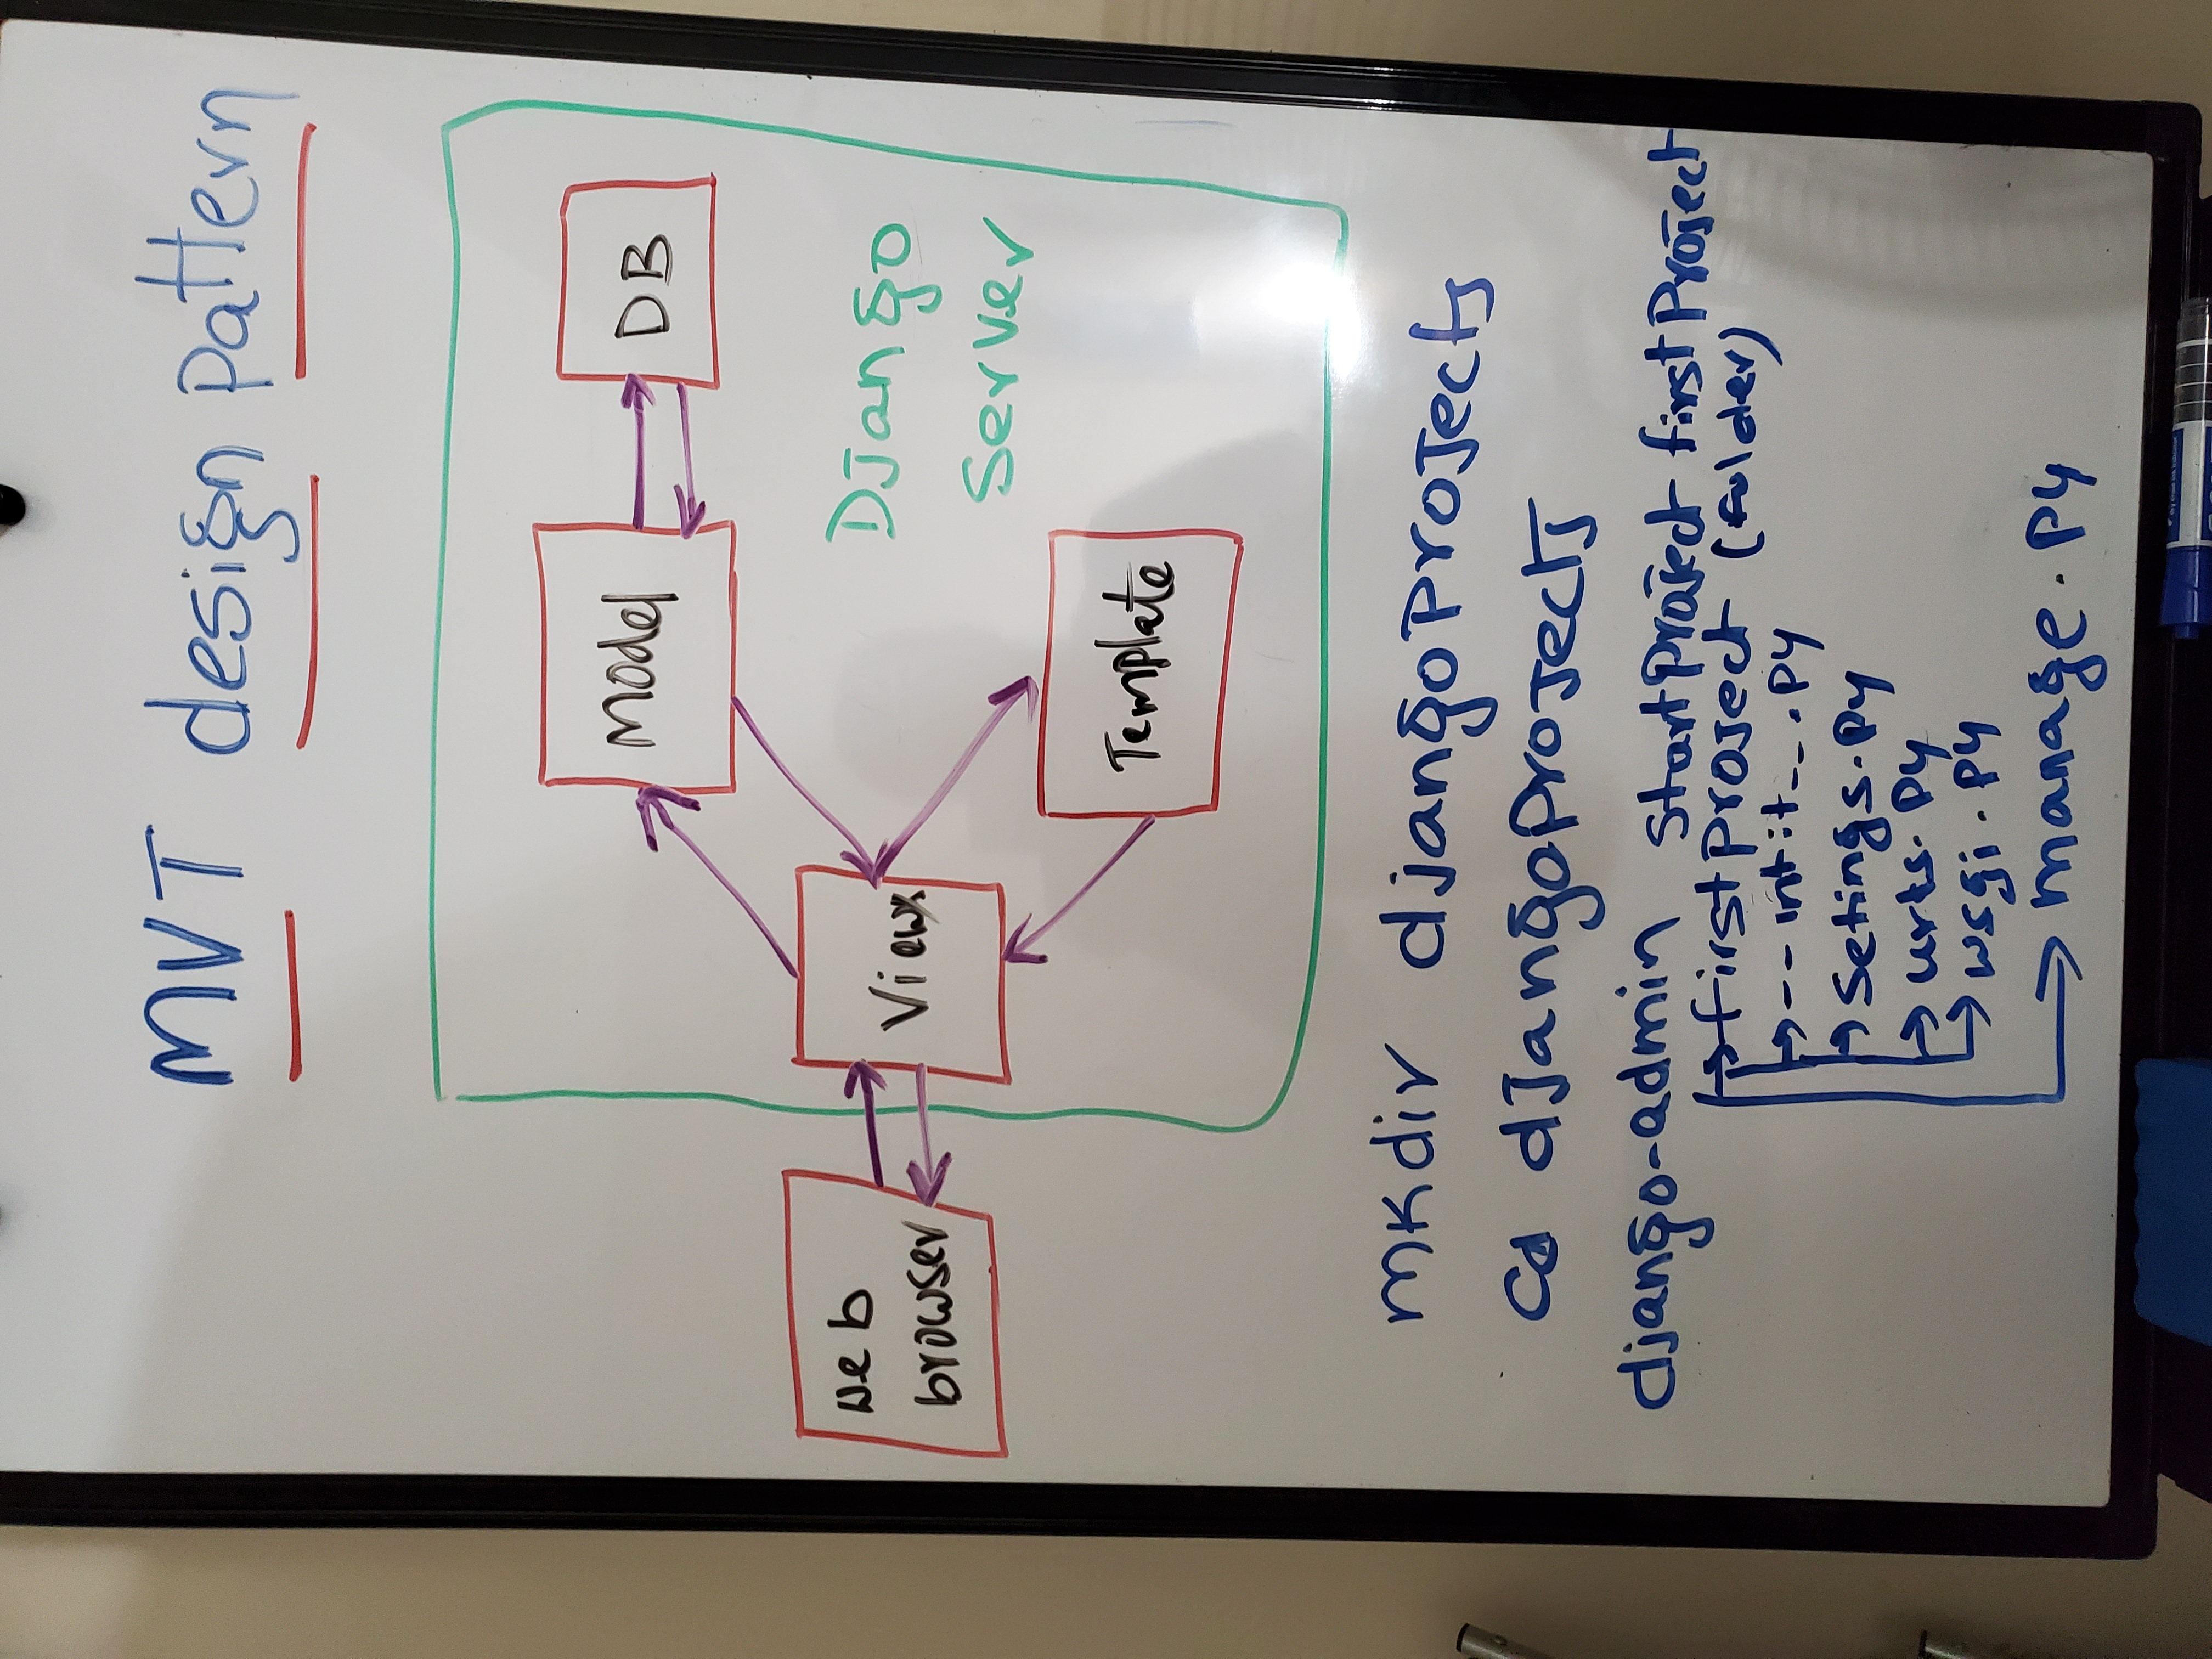 MVT design pattern
Model
DB
Web
browser
Views
Django
Server
Template
mkdir djangoProjects
cd djangoProjects
django-admin startProject firstProject
firstProject (folder)
-- intit__.py
Setings.py
urls.py
wsgi.py
manage.py